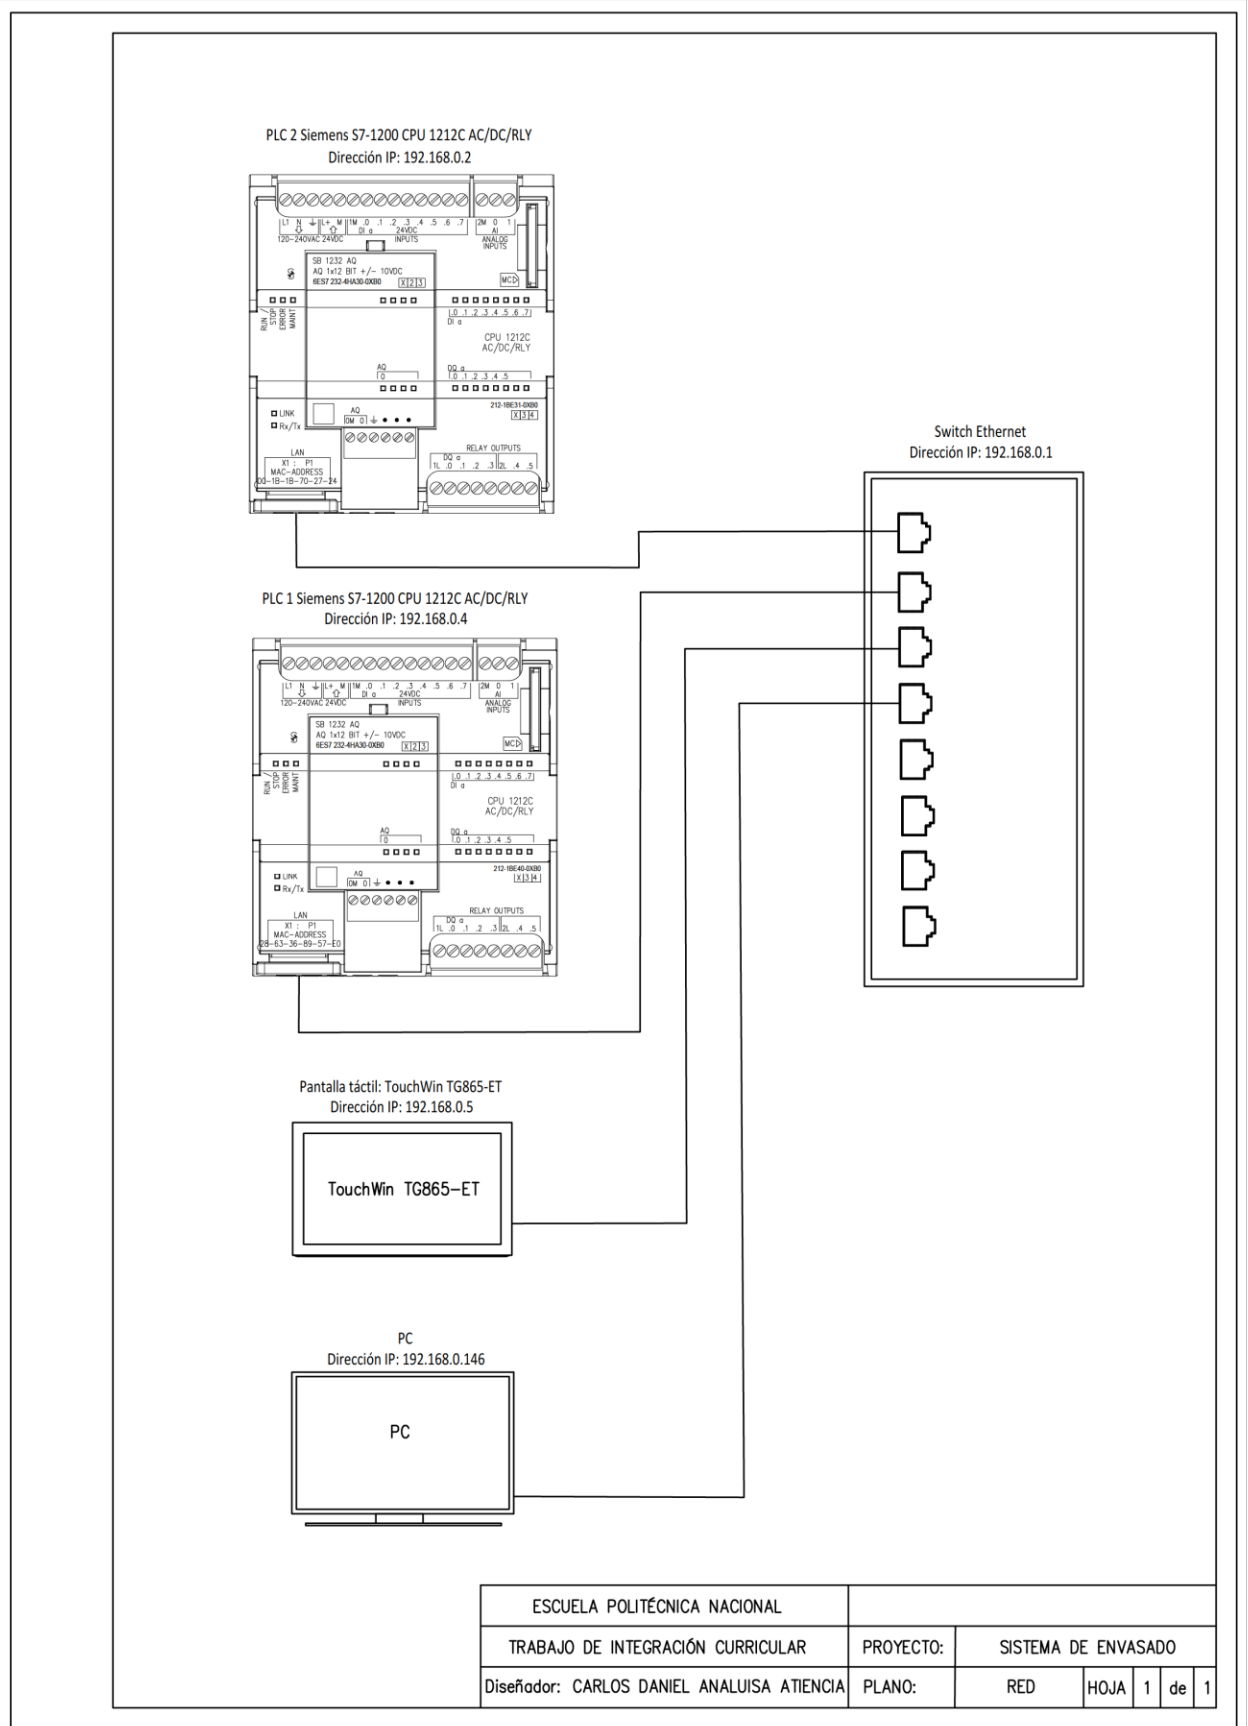 PLC 2 Siemens S7-1200 CPU 1212C AC/DC/RLY
Dirección IP: 192.168.0.2
L1 N L+ M 1M .0 .1 .2 .3 .4 .5 .6 .7 2M 0 1
DI a 24VDC AI
120-240VAC 24VDC INPUTS ANALOG
INPUTS
SB 1232 AQ
AQ 1x12 BIT +/- 10VDC
6ES7 232-4HA30-0XB0 X 2 3
MC
RUN / STOP
ERROR
MAINT
.0 .1 .2 .3 .4 .5 .6 .7
DI a
CPU 1212C
AC/DC/RLY
AQ
0
DQ a
.0 .1 .2 .3 .4 .5
212-1BE31-0XB0
X 3 4
LINK
Rx/Tx
AQ
0M 0
LAN
X1 : P1
MAC-ADDRESS
00-1B-1B-70-27-24
RELAY OUTPUTS
DQ a
1L .0 .1 .2 .3 2L .4 .5
Switch Ethernet
Dirección IP: 192.168.0.1
PLC 1 Siemens S7-1200 CPU 1212C AC/DC/RLY
Dirección IP: 192.168.0.4
L1 N L+ M 1M .0 .1 .2 .3 .4 .5 .6 .7 2M 0 1
DI a 24VDC AI
120-240VAC 24VDC INPUTS ANALOG
INPUTS
SB 1232 AQ
AQ 1x12 BIT +/- 10VDC
6ES7 232-4HA30-0XB0 X 2 3
MC
RUN / STOP
ERROR
MAINT
.0 .1 .2 .3 .4 .5 .6 .7
DI a
CPU 1212C
AC/DC/RLY
AQ
0
DQ a
.0 .1 .2 .3 .4 .5
212-1BE40-0XB0
X 3 4
LINK
Rx/Tx
AQ
0M 0
LAN
X1 : P1
MAC-ADDRESS
28-63-36-89-57-E0
RELAY OUTPUTS
DQ a
1L .0 .1 .2 .3 2L .4 .5
Pantalla táctil: TouchWin TG865-ET
Dirección IP: 192.168.0.5
TouchWin TG865-ET
PC
Dirección IP: 192.168.0.146
PC
ESCUELA POLITÉCNICA NACIONAL
TRABAJO DE INTEGRACIÓN CURRICULAR PROYECTO: SISTEMA DE ENVASADO
Diseñador: CARLOS DANIEL ANALUISA ATIENCIA PLANO: RED HOJA 1 de 1